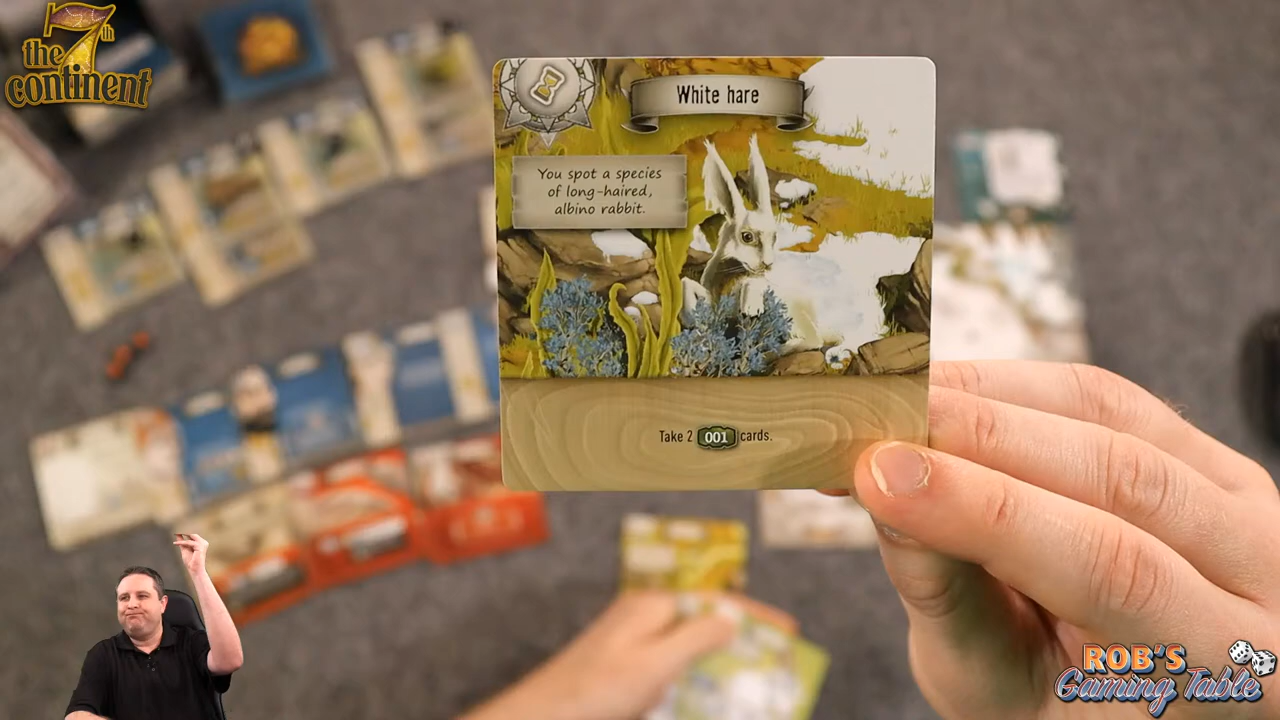 the 7th
continent
White hare
You spot a species
of long-haired,
albino rabbit.
Take 2 001 cards.
ROB'S
Gaming Table